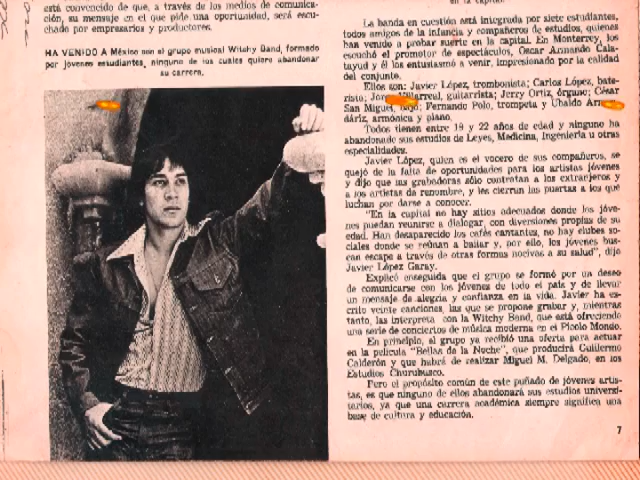 está convencido de que, a través de los medios de comunica-
ción, su mensaje en el que pide una oportunidad, será escu-
chado por empresarios y productores.
HA VENIDO A México con el grupo musical Witchy Band, formado
por jóvenes estudiantes, ninguno de los cuales quiere abandonar
su carrera.
en la capital.
La banda en cuestión está integrada por siete estudiantes,
todos amigos de la infancia y compañeros de estudios, quienes
han venido a probar suerte en la capital. En Monterrey, los
escuchó el promotor de espectáculos, Oscar Armando Cala-
tayud y él los entusiasmó a venir, impresionado por la calidad
del conjunto.
Ellos son: Javier López, trombonista; Carlos López, bate-
rista; guitarrista; Jerry Ortiz, órgano; César
San Miguel, Fernando Polo, trompeta y Ubaldo
dáriz, armónica y piano.
Todos tienen entre 19 y 22 años de edad y ninguno ha
abandonado sus estudios de Leyes, Medicina, Ingeniería u otras
especialidades.
Javier López, quien es el vocero de sus compañeros, se
quejó de la falta de oportunidades para los artistas jóvenes
y dijo que las grabadoras sólo contratan a los extranjeros y
a los artistas de renombre, y les cierran las puertas a los que
luchan por darse a conocer.
"En la capital no hay sitios adecuados donde los jóve-
nes puedan reunirse a dialogar, con diversiones propias de su
edad. Han desaparecido los cafés cantantes, no hay clubes so-
ciales donde se reúnan a bailar y, por ello, los jóvenes bus-
can escape a través de otras formas nocivas a su salud", dijo
Javier López Garay.
Explicó enseguida que el grupo se formó por un deseo
de comunicarse con los jóvenes de todo el país y de llevar
un mensaje de alegría y confianza en la vida. Javier ha es-
crito veinte canciones, las que se propone grabar y, mientras
tanto, las interpreta con la Witchy Band, que está ofreciendo
una serie de conciertos de música moderna en el Picolo Mondo.
En principio, el grupo ya recibió una oferta para actuar
en la película "Bellas de la Noche", que producirá Guillermo
Calderón y que habrá de realizar Miguel M. Delgado, en los
Estudios Churubusco.
Pero el propósito común de este puñado de jóvenes artis-
tas, es que ninguno de ellos abandonará sus estudios universi-
tarios, ya que una carrera académica siempre significa una
base de cultura y educación.
7